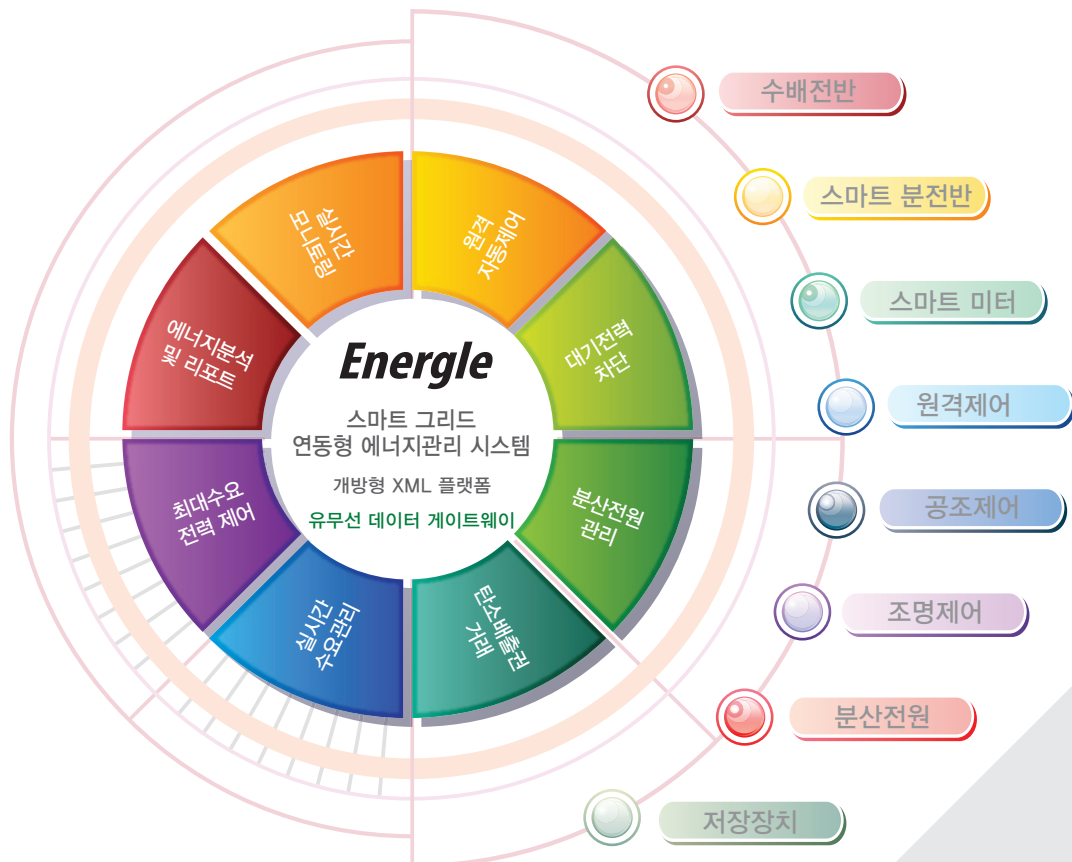 Energle
스마트 그리드
연동형 에너지관리 시스템
개방형 XML 플랫폼
유무선 데이터 게이트웨이
원격
자동제어
대기전력
차단
분산전원
관리
탄소배출권
거래
실시간
수요관리
최대수요
전력 제어
에너지분석
및 리포트
실시간
모니토링
수배전반
스마트 분전반
스마트 미터
원격제어
공조제어
조명제어
분산전원
저장장치